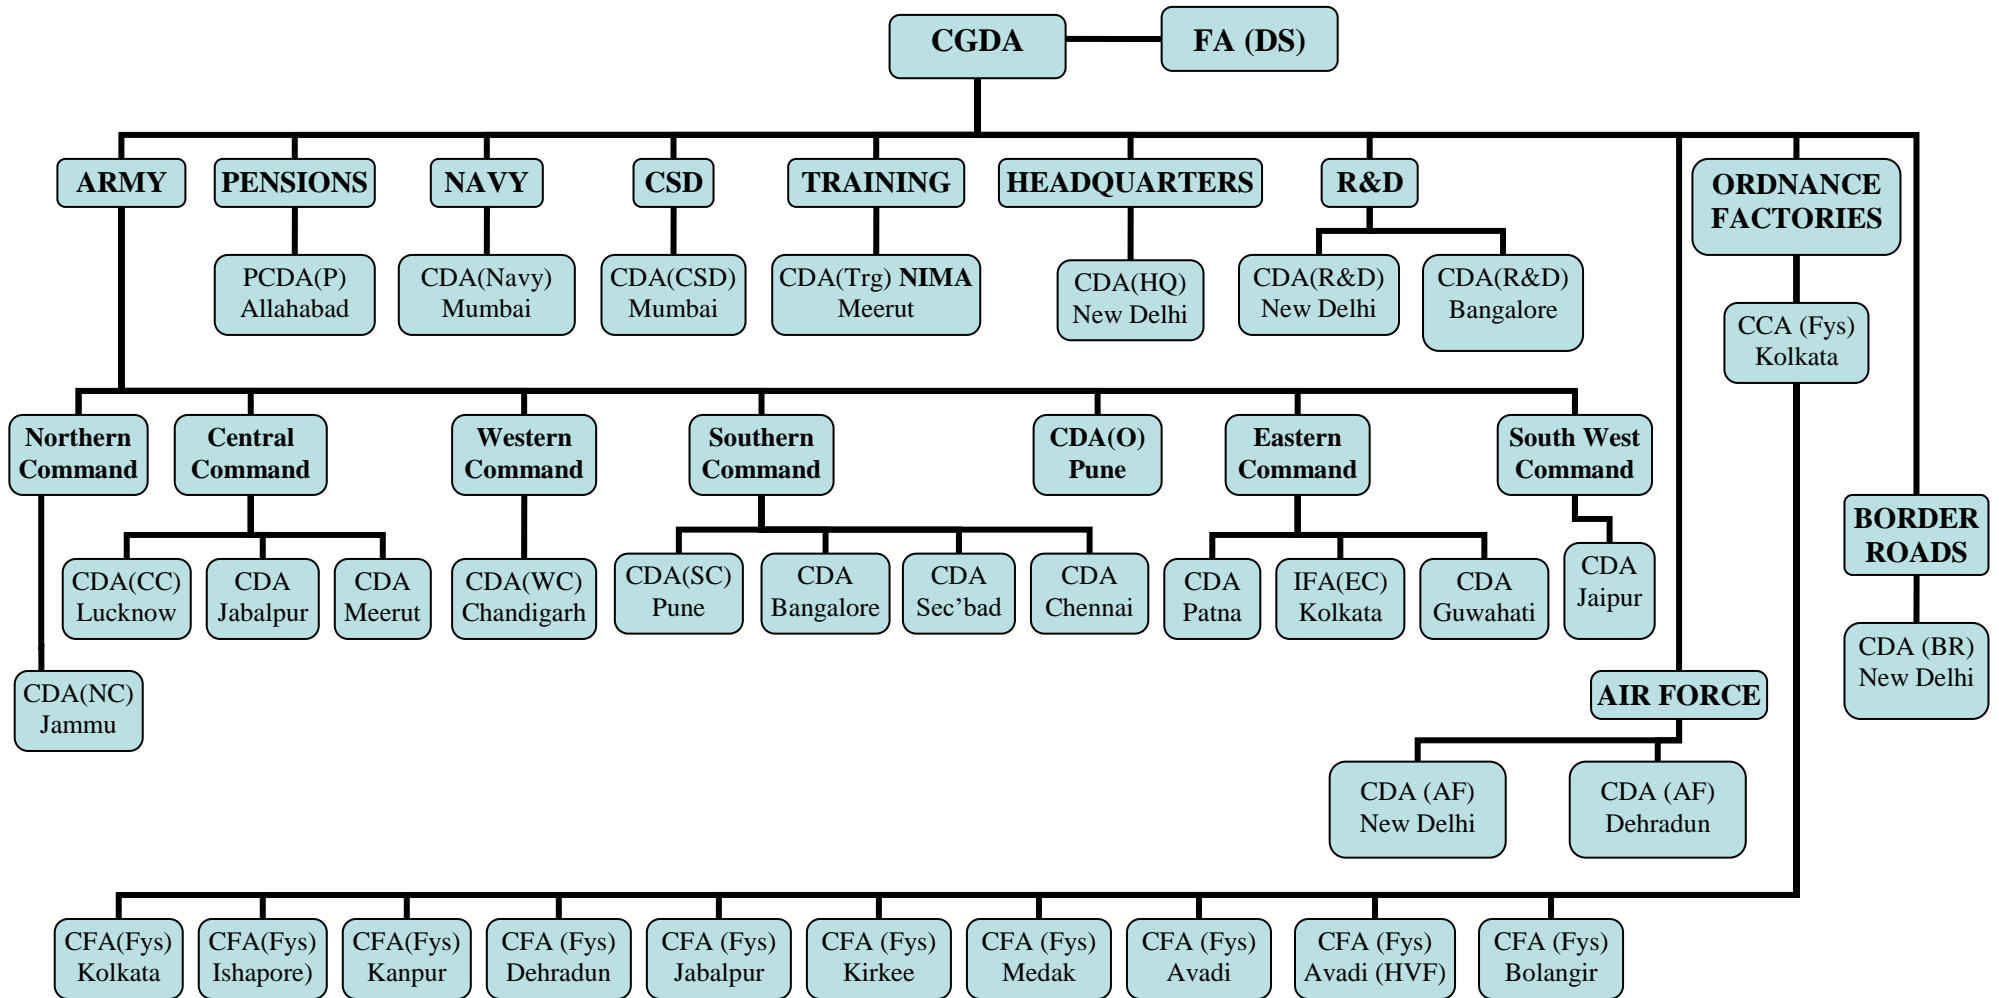 CGDA
FA (DS)
ARMY
PENSIONS
NAVY
CSD
TRAINING
HEADQUARTERS
R&D
ORDNANCE
FACTORIES
PCDA(P)
Allahabad
CDA(Navy)
Mumbai
CDA(CSD)
Mumbai
CDA(Trg) NIMA
Meerut
CDA(HQ)
New Delhi
CDA(R&D)
New Delhi
CDA(R&D)
Bangalore
CCA (Fys)
Kolkata
Northern
Command
Central
Command
Western
Command
Southern
Command
CDA(O)
Pune
Eastern
Command
South West
Command
BORDER
ROADS
CDA(CC)
Lucknow
CDA
Jabalpur
CDA
Meerut
CDA(WC)
Chandigarh
CDA(SC)
Pune
CDA
Bangalore
CDA
Sec’bad
CDA
Chennai
CDA
Patna
IFA(EC)
Kolkata
CDA
Guwahati
CDA
Jaipur
CDA (BR)
New Delhi
CDA(NC)
Jammu
AIR FORCE
CDA (AF)
New Delhi
CDA (AF)
Dehradun
CFA(Fys)
Kolkata
CFA(Fys)
Ishapore)
CFA(Fys)
Kanpur
CFA (Fys)
Dehradun
CFA (Fys)
Jabalpur
CFA (Fys)
Kirkee
CFA (Fys)
Medak
CFA (Fys)
Avadi
CFA (Fys)
Avadi (HVF)
CFA (Fys)
Bolangir